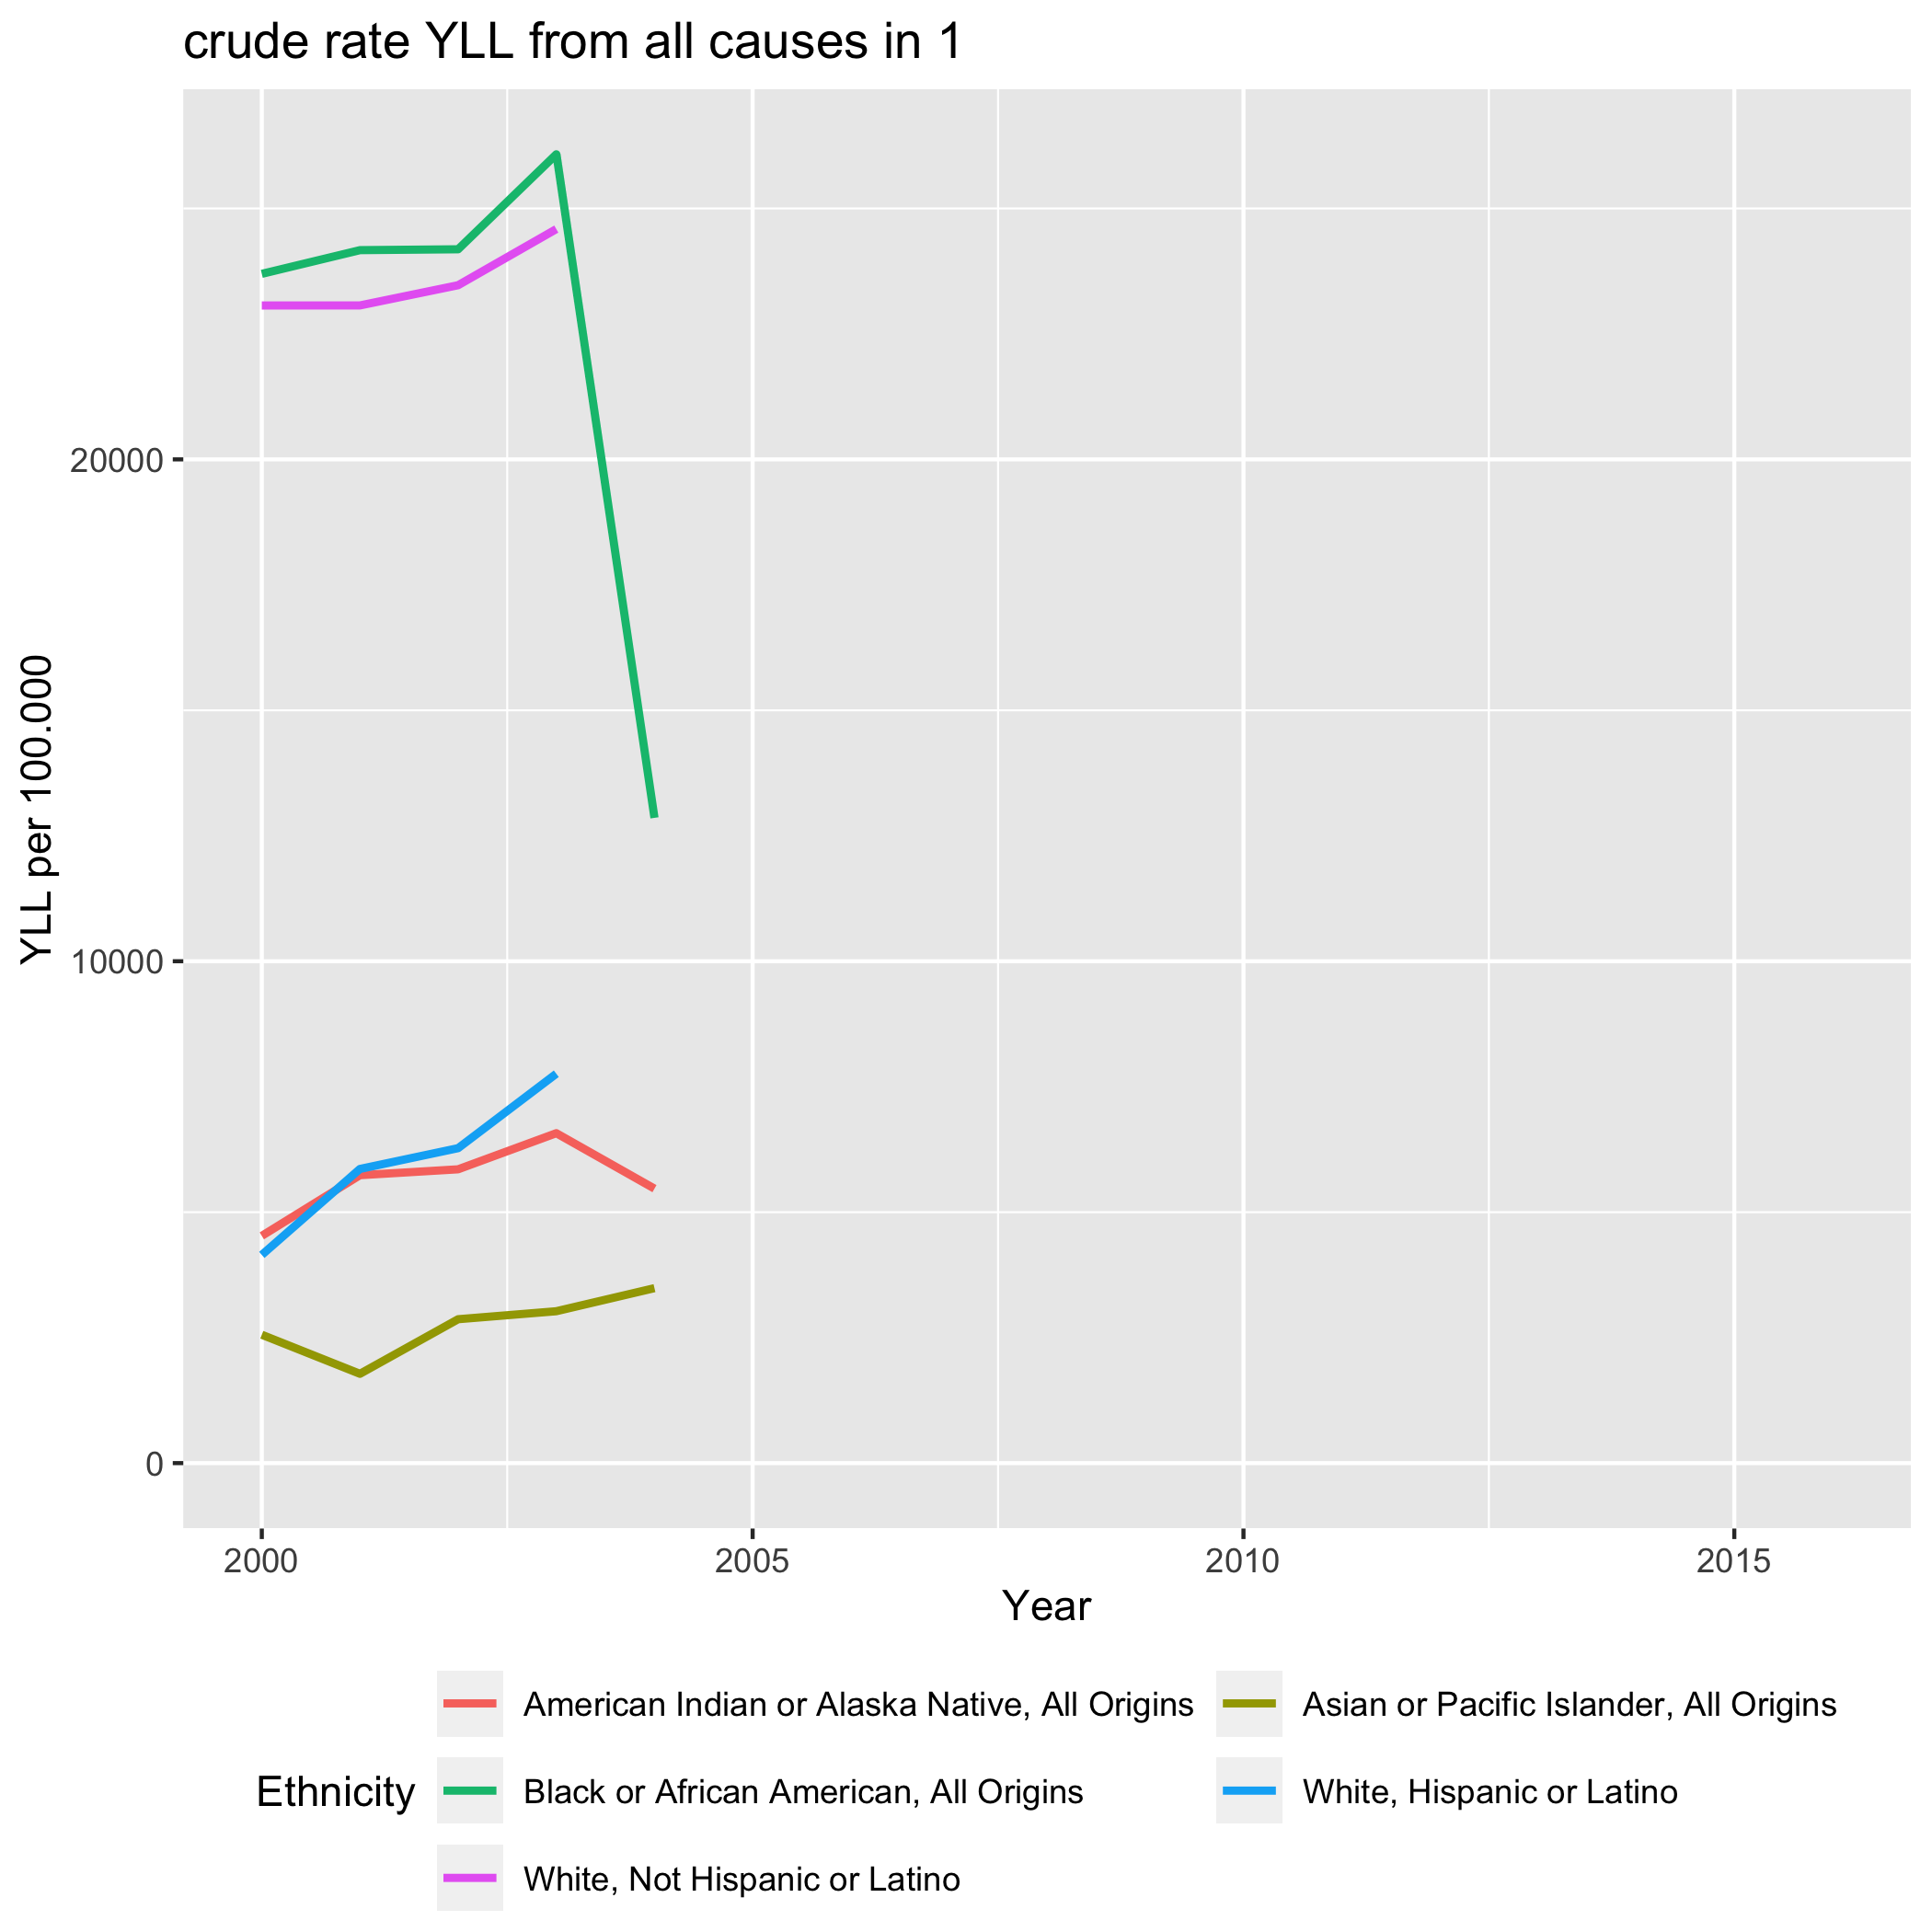 crude rate YLL from all causes in 1
YLL per 100.000
20000
10000
0
2000 2005 2010 2015
Year
Ethnicity
American Indian or Alaska Native, All Origins
Asian or Pacific Islander, All Origins
Black or African American, All Origins
White, Hispanic or Latino
White, Not Hispanic or Latino